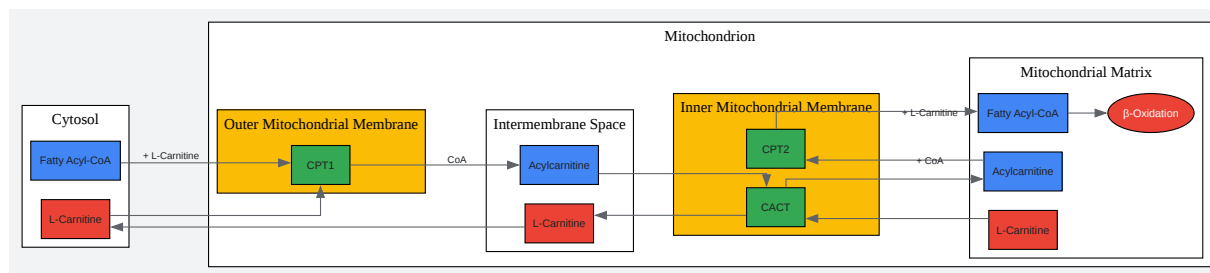 Mitochondrion
Cytosol
Fatty Acyl-CoA
L-Carnitine
+ L-Carnitine
Outer Mitochondrial Membrane
CPT1
CoA
Intermembrane Space
Acylcarnitine
L-Carnitine
Inner Mitochondrial Membrane
CPT2
CACT
+ L-Carnitine
+ CoA
Mitochondrial Matrix
Fatty Acyl-CoA
β-Oxidation
Acylcarnitine
L-Carnitine